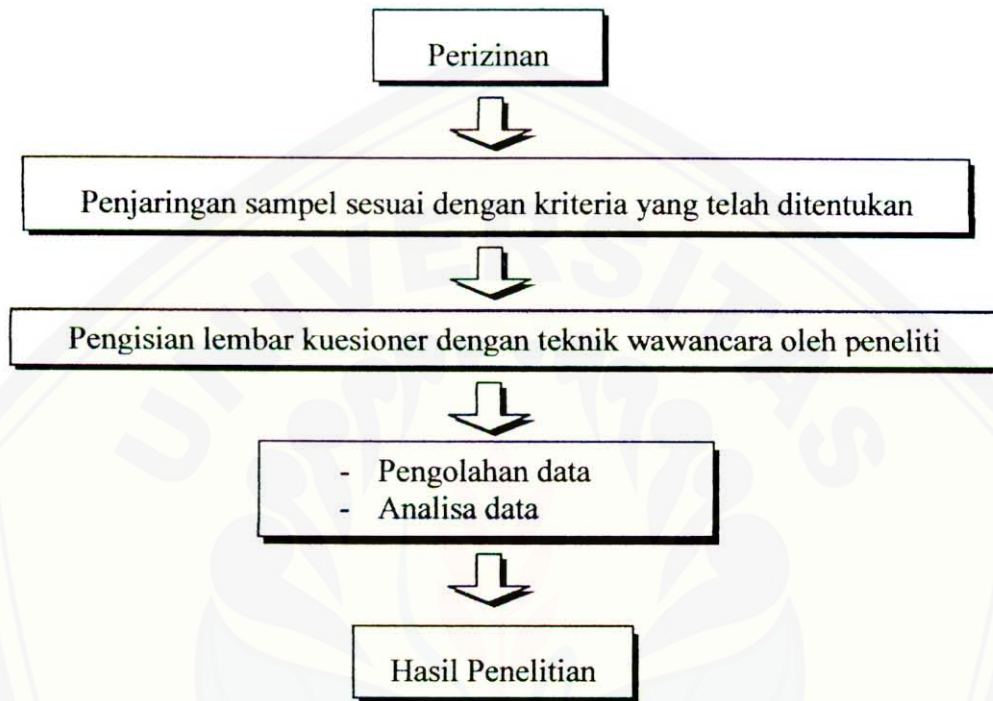 Perizinan
Penjaringan sampel sesuai dengan kriteria yang telah ditentukan
Pengisian lembar kuesioner dengan teknik wawancara oleh peneliti
- Pengolahan data
- Analisa data
Hasil Penelitian
UNIVERSITAS